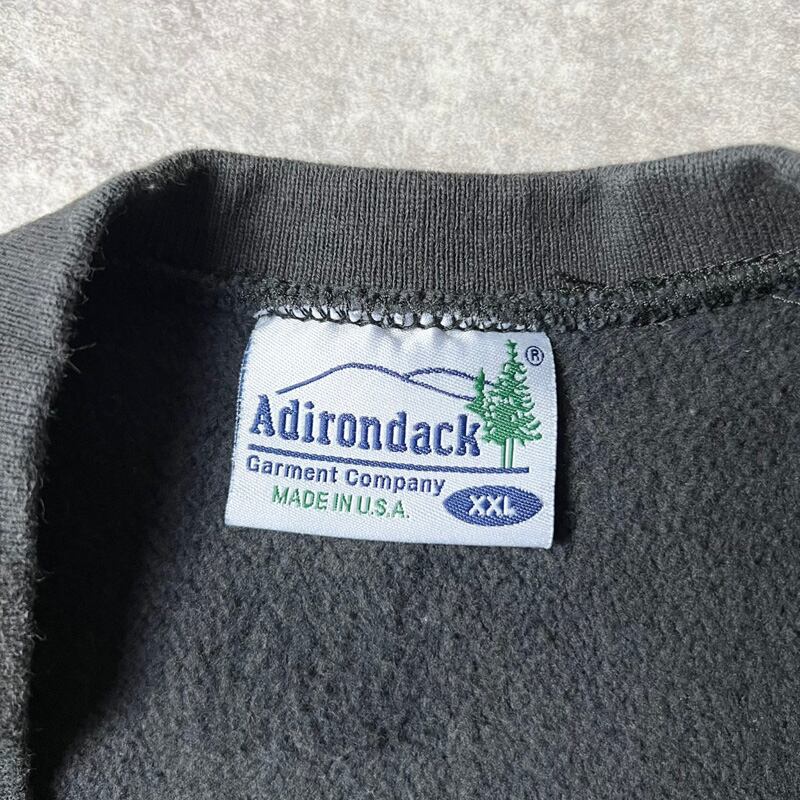 ®
Adirondack
Garment Company
MADE IN U.S.A.
XXL